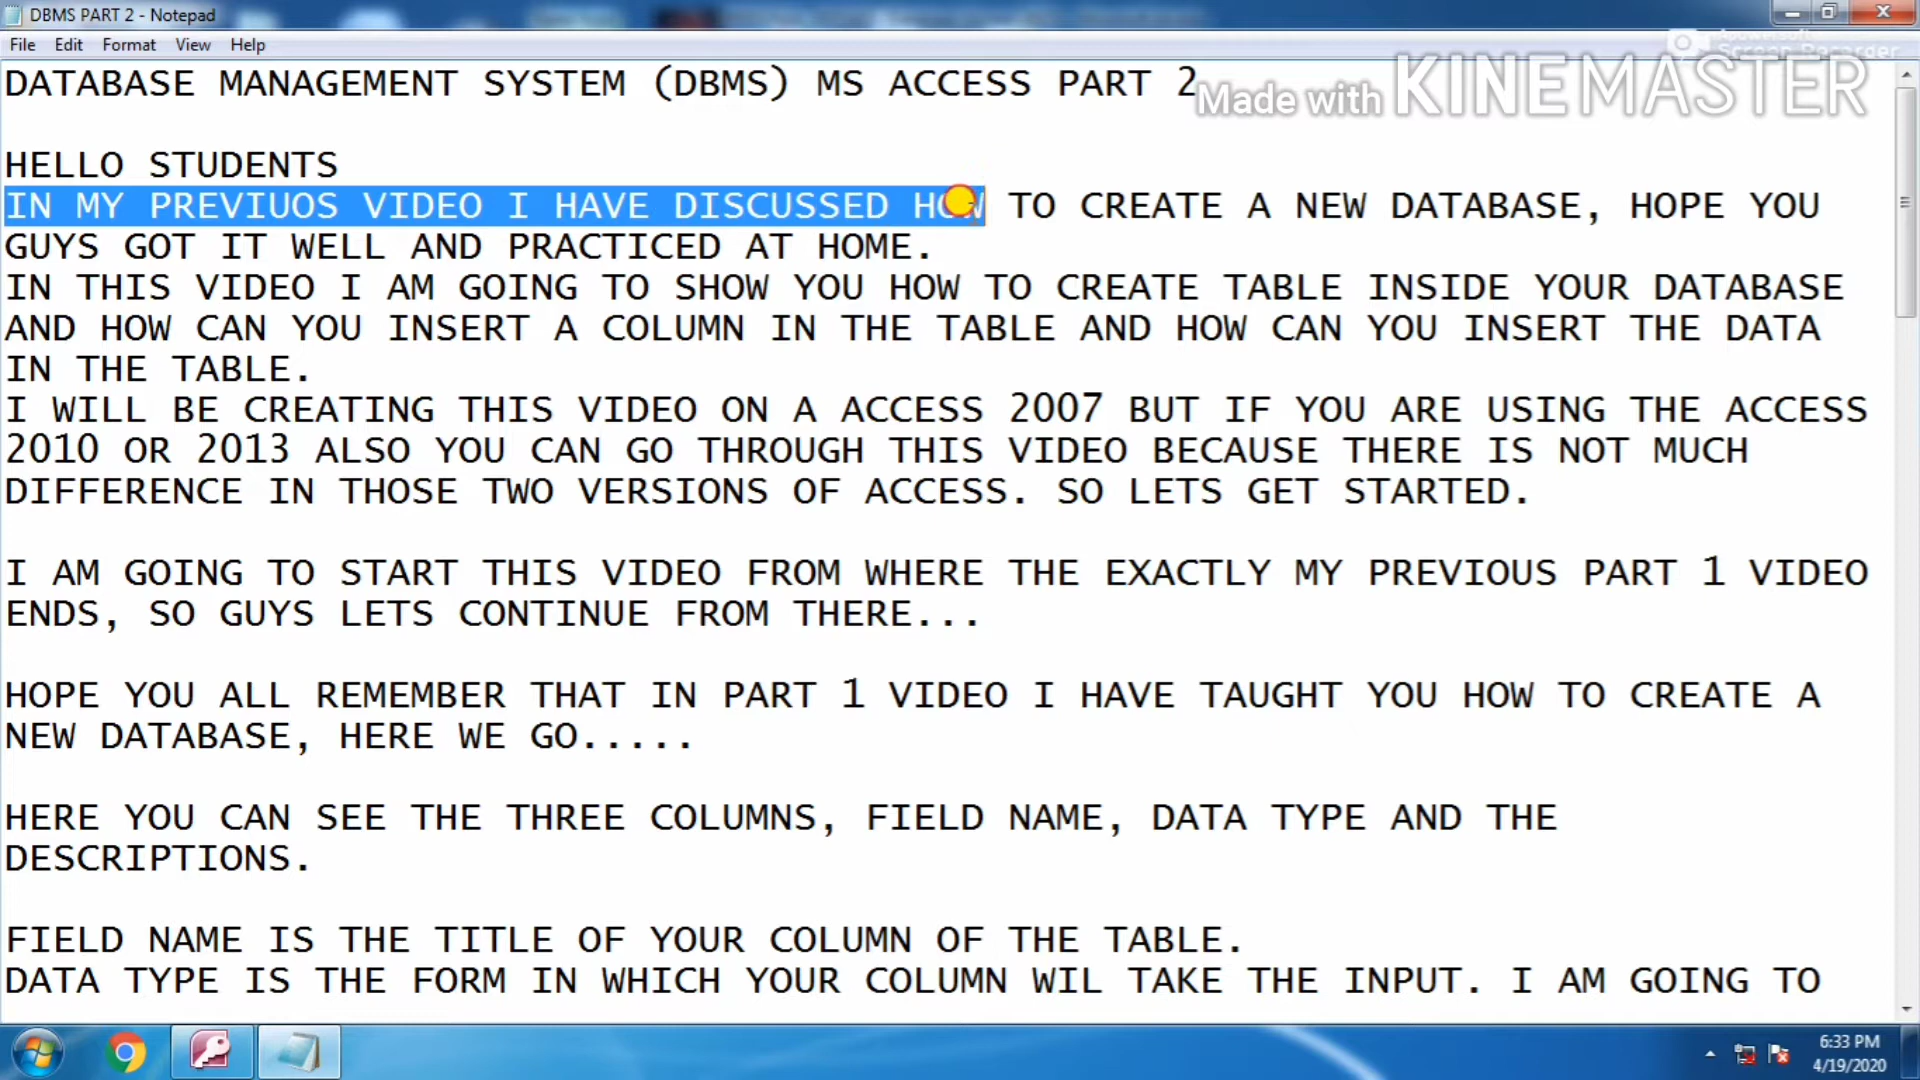 DBMS PART 2 - Notepad
File Edit Format View Help
Apowersoft
Screen Recorder
Made with KINEMASTER
DATABASE MANAGEMENT SYSTEM (DBMS) MS ACCESS PART 2
HELLO STUDENTS
IN MY PREVIUOS VIDEO I HAVE DISCUSSED HOW TO CREATE A NEW DATABASE, HOPE YOU
GUYS GOT IT WELL AND PRACTICED AT HOME.
IN THIS VIDEO I AM GOING TO SHOW YOU HOW TO CREATE TABLE INSIDE YOUR DATABASE
AND HOW CAN YOU INSERT A COLUMN IN THE TABLE AND HOW CAN YOU INSERT THE DATA
IN THE TABLE.
I WILL BE CREATING THIS VIDEO ON A ACCESS 2007 BUT IF YOU ARE USING THE ACCESS
2010 OR 2013 ALSO YOU CAN GO THROUGH THIS VIDEO BECAUSE THERE IS NOT MUCH
DIFFERENCE IN THOSE TWO VERSIONS OF ACCESS. SO LETS GET STARTED.
I AM GOING TO START THIS VIDEO FROM WHERE THE EXACTLY MY PREVIOUS PART 1 VIDEO
ENDS, SO GUYS LETS CONTINUE FROM THERE...
HOPE YOU ALL REMEMBER THAT IN PART 1 VIDEO I HAVE TAUGHT YOU HOW TO CREATE A
NEW DATABASE, HERE WE GO.....
HERE YOU CAN SEE THE THREE COLUMNS, FIELD NAME, DATA TYPE AND THE
DESCRIPTIONS.
FIELD NAME IS THE TITLE OF YOUR COLUMN OF THE TABLE.
DATA TYPE IS THE FORM IN WHICH YOUR COLUMN WIL TAKE THE INPUT. I AM GOING TO
6:33 PM
4/19/2020